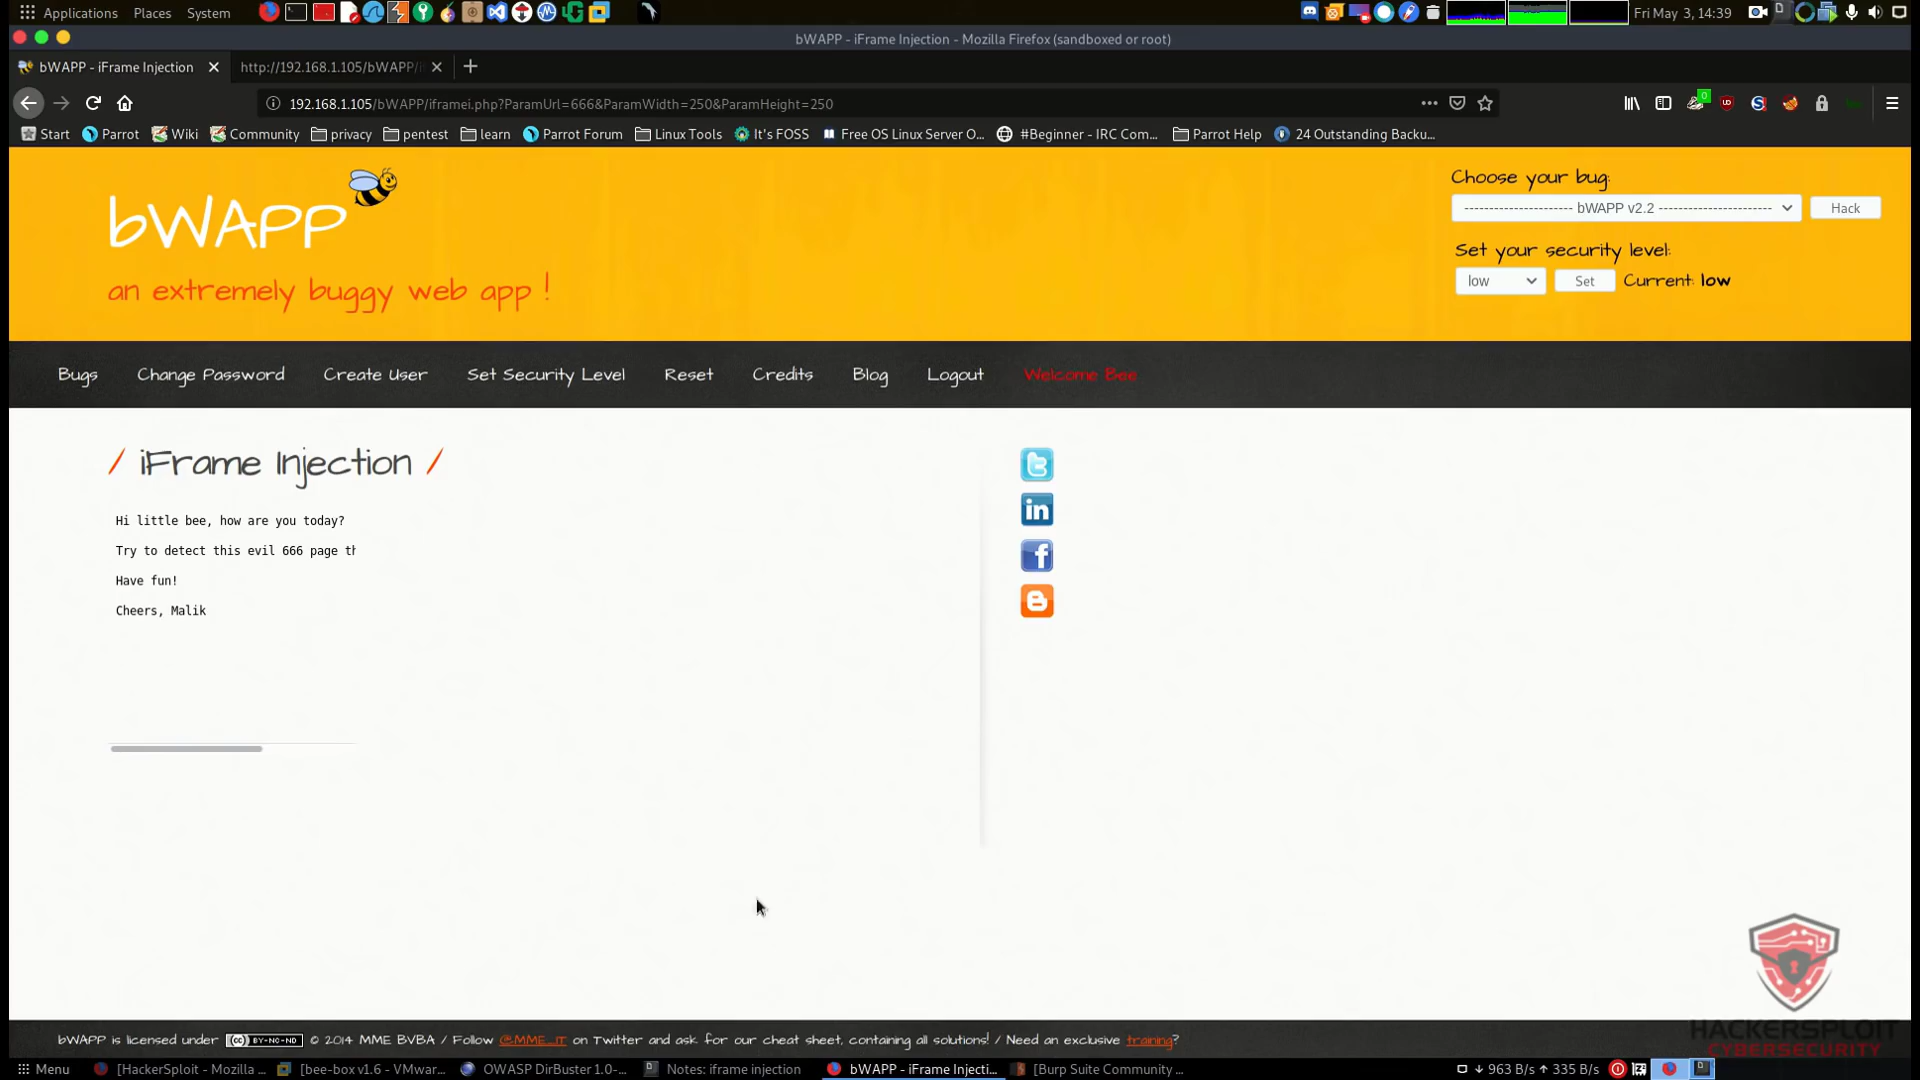 Applications Places System
Fri May 3, 14:39
bWAPP - iFrame Injection - Mozilla Firefox (sandboxed or root)
bWAPP - iFrame Injection
http://192.168.1.105/bWAPP/i
192.168.1.105/bWAPP/iframei.php?ParamUrl=666&ParamWidth=250&ParamHeight=250
0
Start Parrot Wiki Community privacy pentest learn Parrot Forum Linux Tools It's FOSS Free OS Linux Server O... #Beginner - IRC Com... Parrot Help 24 Outstanding Backu...
bWAPP
an extremely buggy web app !
Choose your bug:
---------------------- bWAPP v2.2 ----------------------- Hack
Set your security level:
low Set Current: low
Bugs Change Password Create User Set Security Level Reset Credits Blog Logout Welcome Bee
/ iFrame Injection /
Hi little bee, how are you today?
Try to detect this evil 666 page th
Have fun!
Cheers, Malik
HACKERSPLOIT
CYBERSECURITY
bWAPP is licensed under CC BY-NC-ND © 2014 MME BVBA / Follow @MME_IT on Twitter and ask for our cheat sheet, containing all solutions! / Need an exclusive training?
Menu [HackerSploit - Mozilla ... [bee-box v1.6 - VMwar... OWASP DirBuster 1.0-... Notes: iframe injection bWAPP - iFrame Injecti... [Burp Suite Community ... 963 B/s 335 B/s